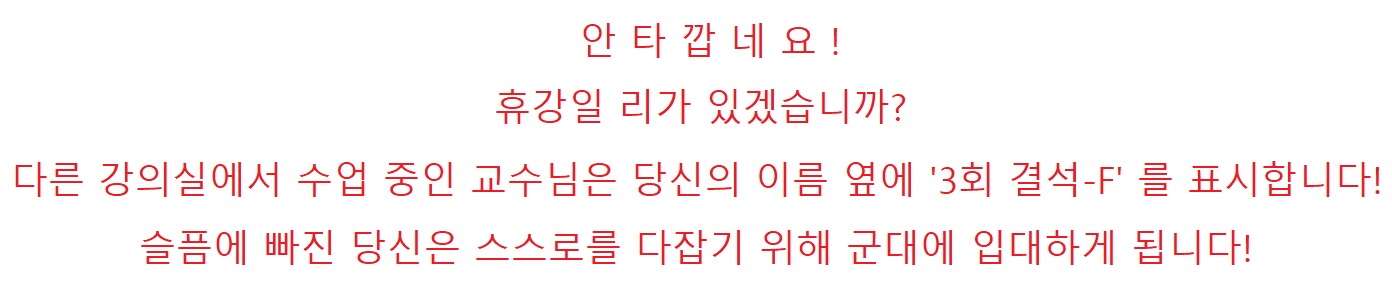 안 타 깝 네 요 !
휴강일 리가 있겠습니까?
다른 강의실에서 수업 중인 교수님은 당신의 이름 옆에 '3회 결석-F' 를 표시합니다!
슬픔에 빠진 당신은 스스로를 다잡기 위해 군대에 입대하게 됩니다!